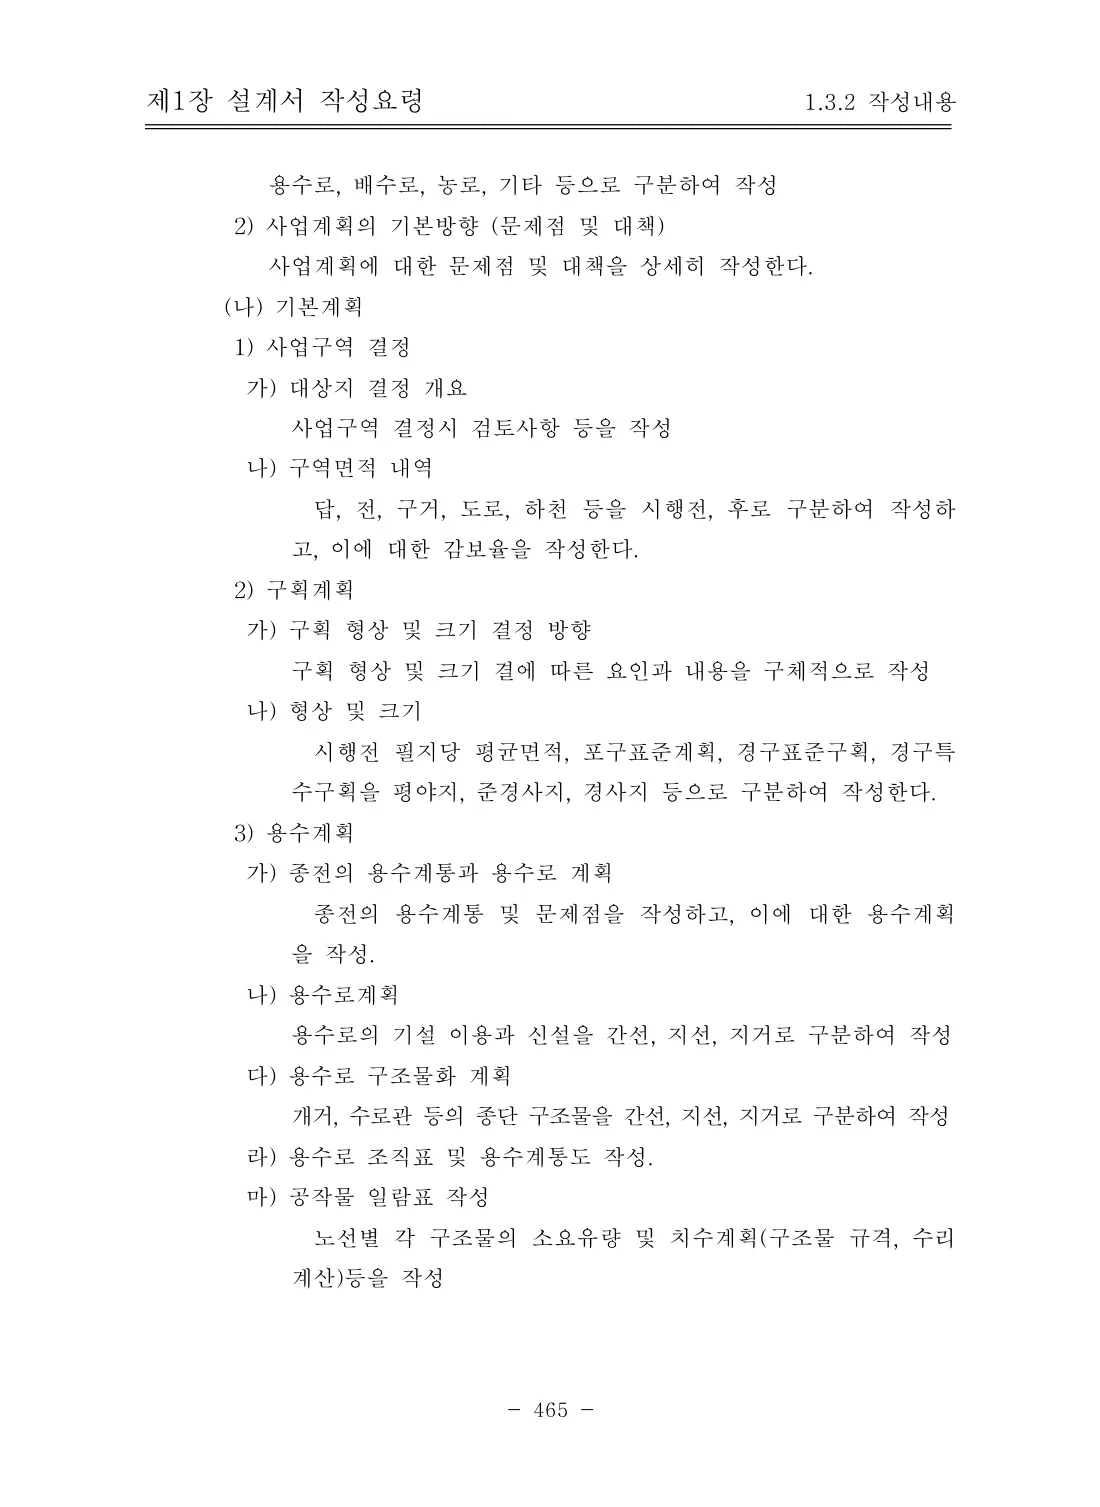 제1장 설계서 작성요령
1.3.2 작성내용
용수로, 배수로, 농로, 기타 등으로 구분하여 작성
2) 사업계획의 기본방향 (문제점 및 대책)
사업계획에 대한 문제점 및 대책을 상세히 작성한다.
(나) 기본계획
1) 사업구역 결정
가) 대상지 결정 개요
사업구역 결정시 검토사항 등을 작성
나) 구역면적 내역
답, 전, 구거, 도로, 하천 등을 시행전, 후로 구분하여 작성하
고, 이에 대한 감보율을 작성한다.
2) 구획계획
가) 구획 형상 및 크기 결정 방향
구획 형상 및 크기 결에 따른 요인과 내용을 구체적으로 작성
나) 형상 및 크기
시행전 필지당 평균면적, 포구표준계획, 경구표준구획, 경구특
수구획을 평야지, 준경사지, 경사지 등으로 구분하여 작성한다.
3) 용수계획
가) 종전의 용수계통과 용수로 계획
종전의 용수계통 및 문제점을 작성하고, 이에 대한 용수계획
을 작성.
나) 용수로계획
용수로의 기설 이용과 신설을 간선, 지선, 지거로 구분하여 작성
다) 용수로 구조물화 계획
개거, 수로관 등의 종단 구조물을 간선, 지선, 지거로 구분하여 작성
라) 용수로 조직표 및 용수계통도 작성.
마) 공작물 일람표 작성
노선별 각 구조물의 소요유량 및 치수계획(구조물 규격, 수리
계산)등을 작성
- 465 -